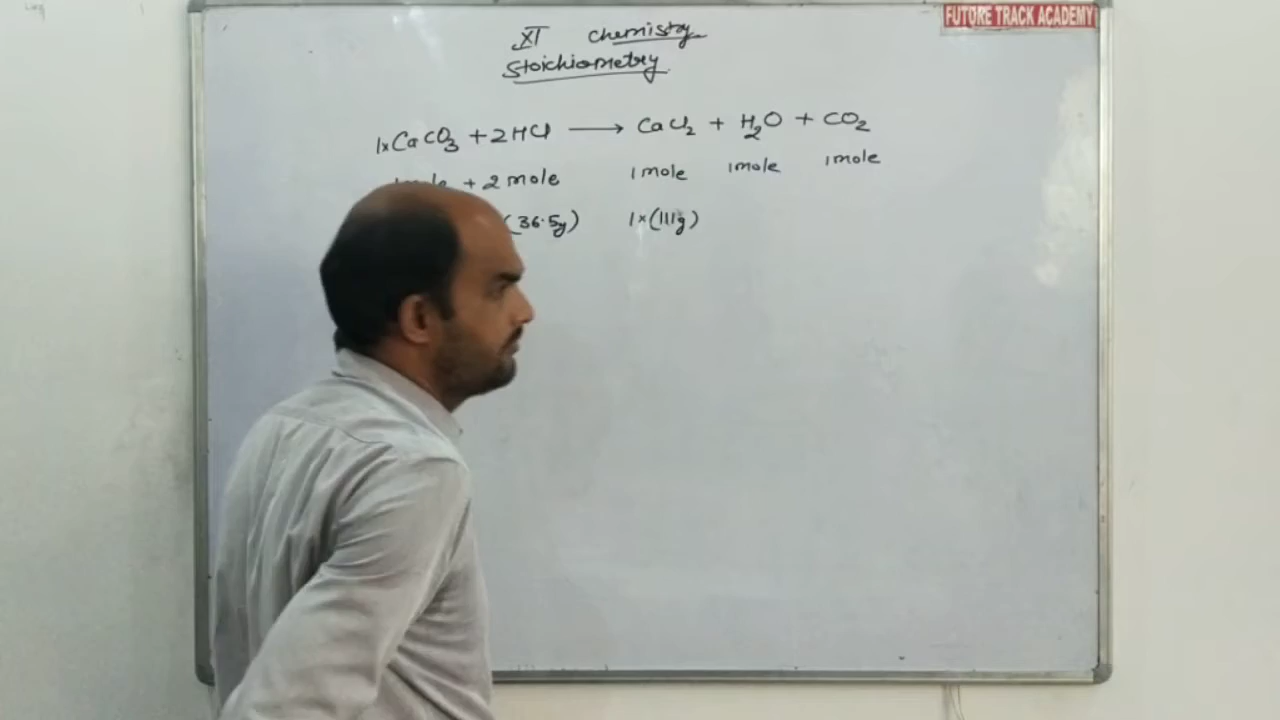 FUTURE TRACK ACADEMY
XI chemistry
Stoichiometry
1x CaCO3 + 2HCl ⟶ CaCl2 + H2O + CO2
+ 2 mole 1 mole 1mole 1mole
(36.5g) 1×(111g)